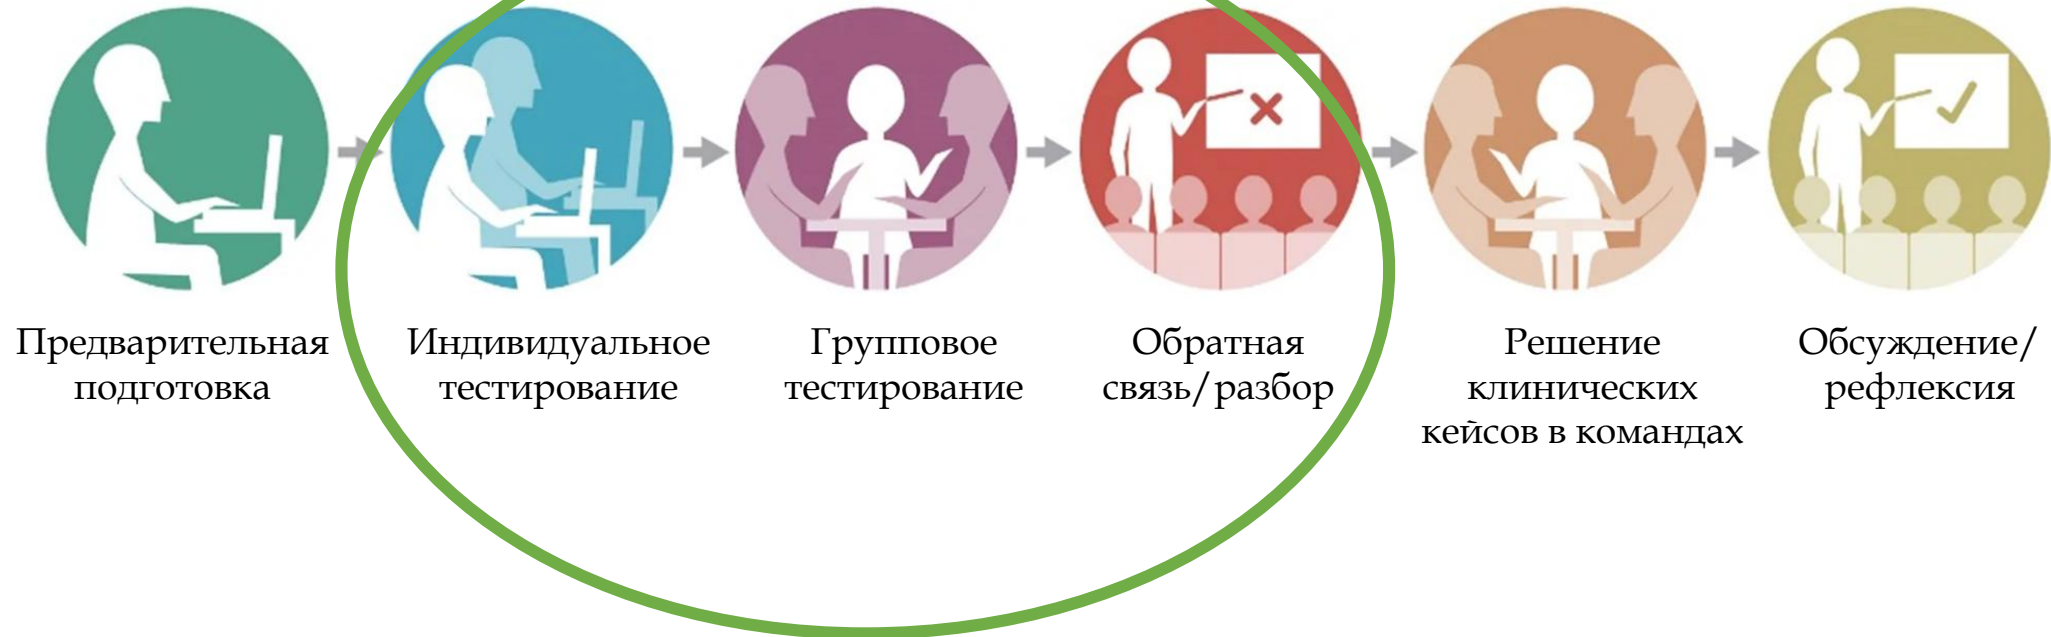 Предварительная
подготовка
Индивидуальное
тестирование
Групповое
тестирование
Обратная
связь/разбор
Решение
клинических
кейсов в командах
Обсуждение/
рефлексия